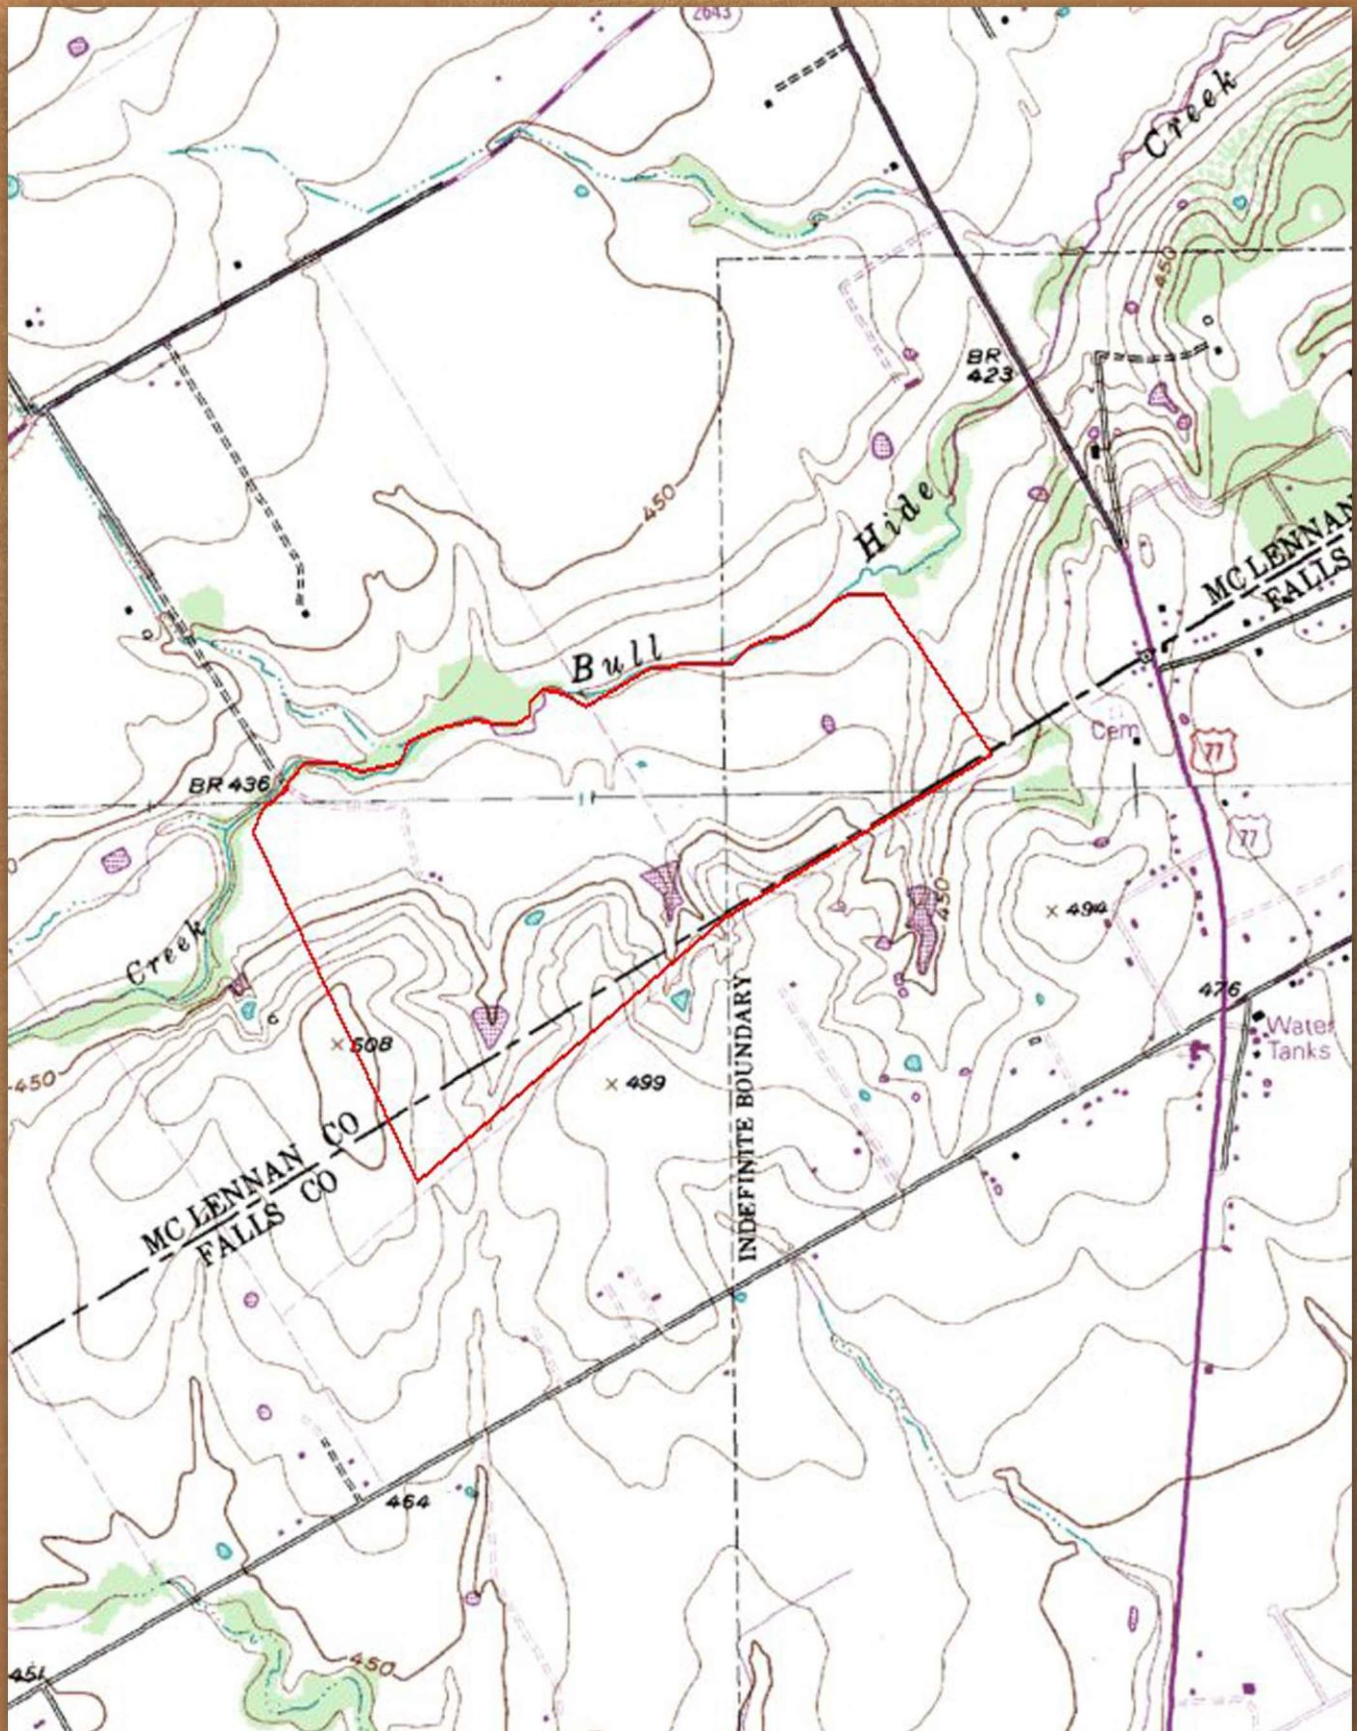 2643
Creek
450
BR
423
450
Hide
MC LENNAN
FALLS
Bull
BR 436
Cem
77
77
Creek
450
494
476
Water
Tanks
508
450
499
INDEFINITE BOUNDARY
MC LENNAN CO
FALLS CO
464
450
451